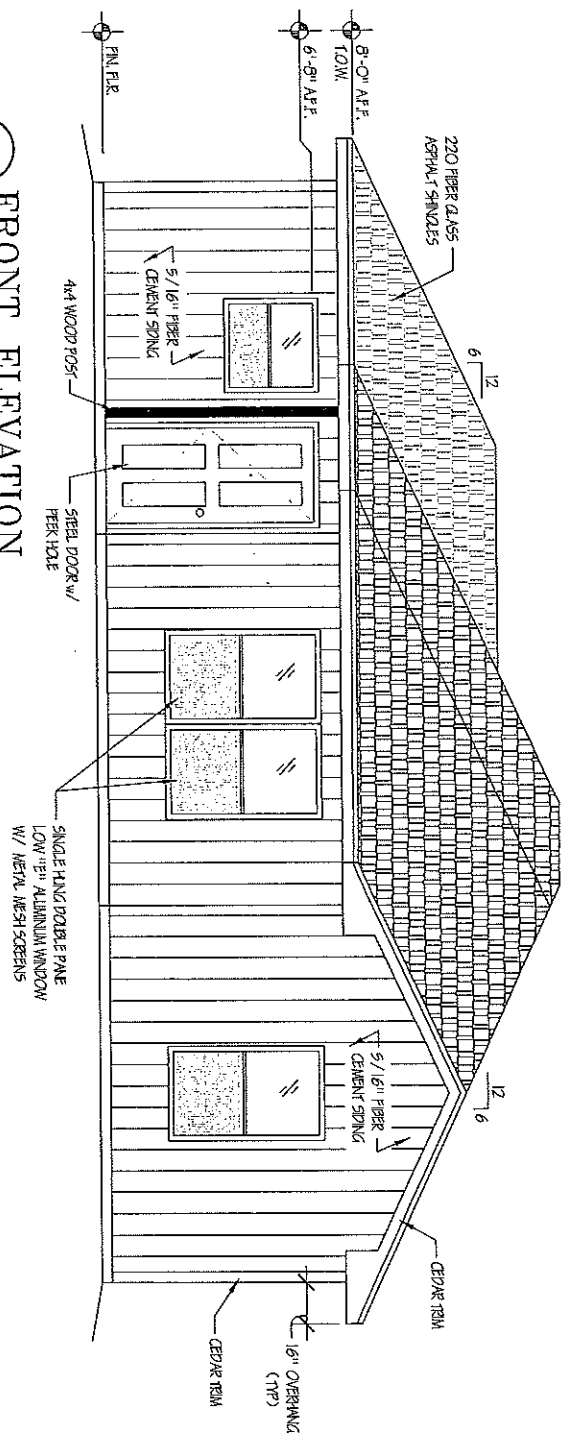 220 FIBER GLASS
ASPHALT SHINGLES
12
6
12
6
8'-0" A.F.F.
T.O.W.
6'-8" A.F.F.
FIN. FLR.
5/16" FIBER
CEMENT SIDING
4x4 WOOD POST
STEEL DOOR w/
PEEK HOLE
SINGLE HUNG DOUBLE PANE
LOW "E" ALUMINUM WINDOW
W/ METAL MESH SCREENS
5/16" FIBER
CEMENT SIDING
CEDAR TRIM
16" OVERHANG
(TYP)
CEDAR TRIM
FRONT ELEVATION